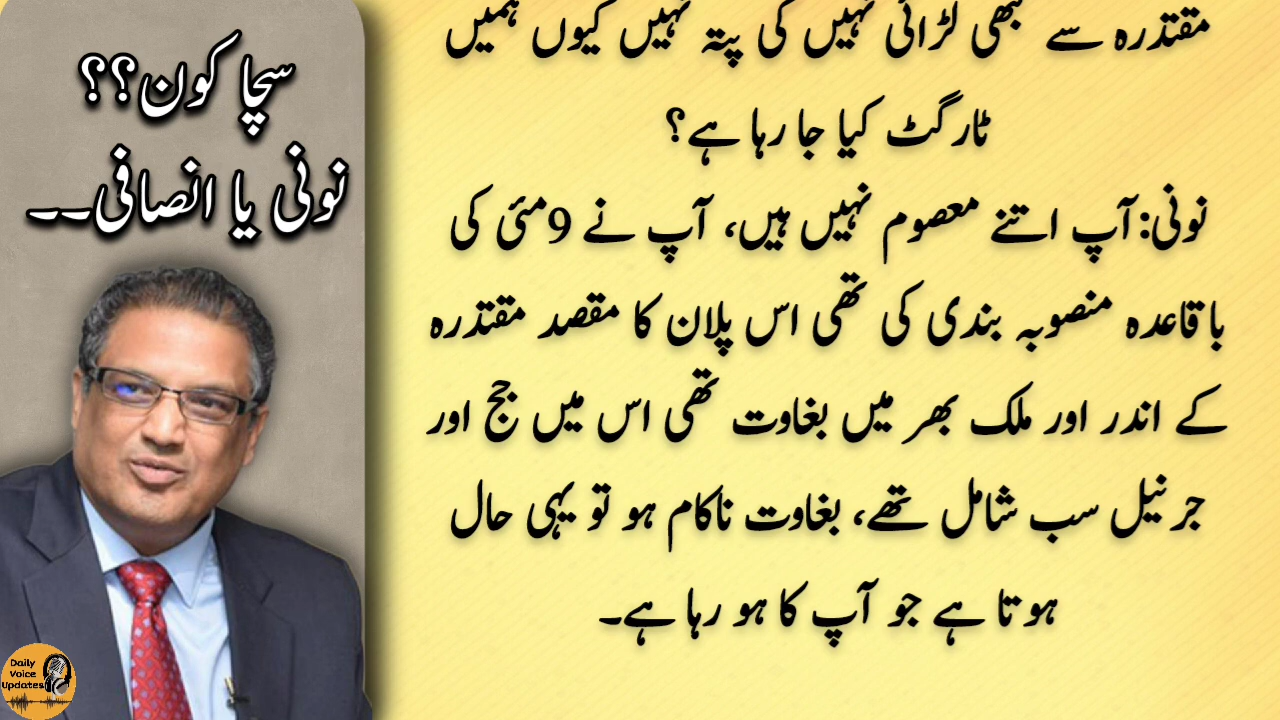 سچا کون؟؟
نونی یا انصافی۔۔
مقتدرہ سے کبھی لڑائی نہیں کی پتہ نہیں کیوں ہمیں
ٹارگٹ کیا جا رہا ہے؟
نونی: آپ اتنے معصوم نہیں ہیں، آپ نے 9مئی کی
باقاعدہ منصوبہ بندی کی تھی اس پلان کا مقصد مقتدرہ
کے اندر اور ملک بھر میں بغاوت تھی اس میں جج اور
جرنیل سب شامل تھے، بغاوت ناکام ہو تو یہی حال
ہوتا ہے جو آپ کا ہو رہا ہے۔
Daily
Voice
Updates